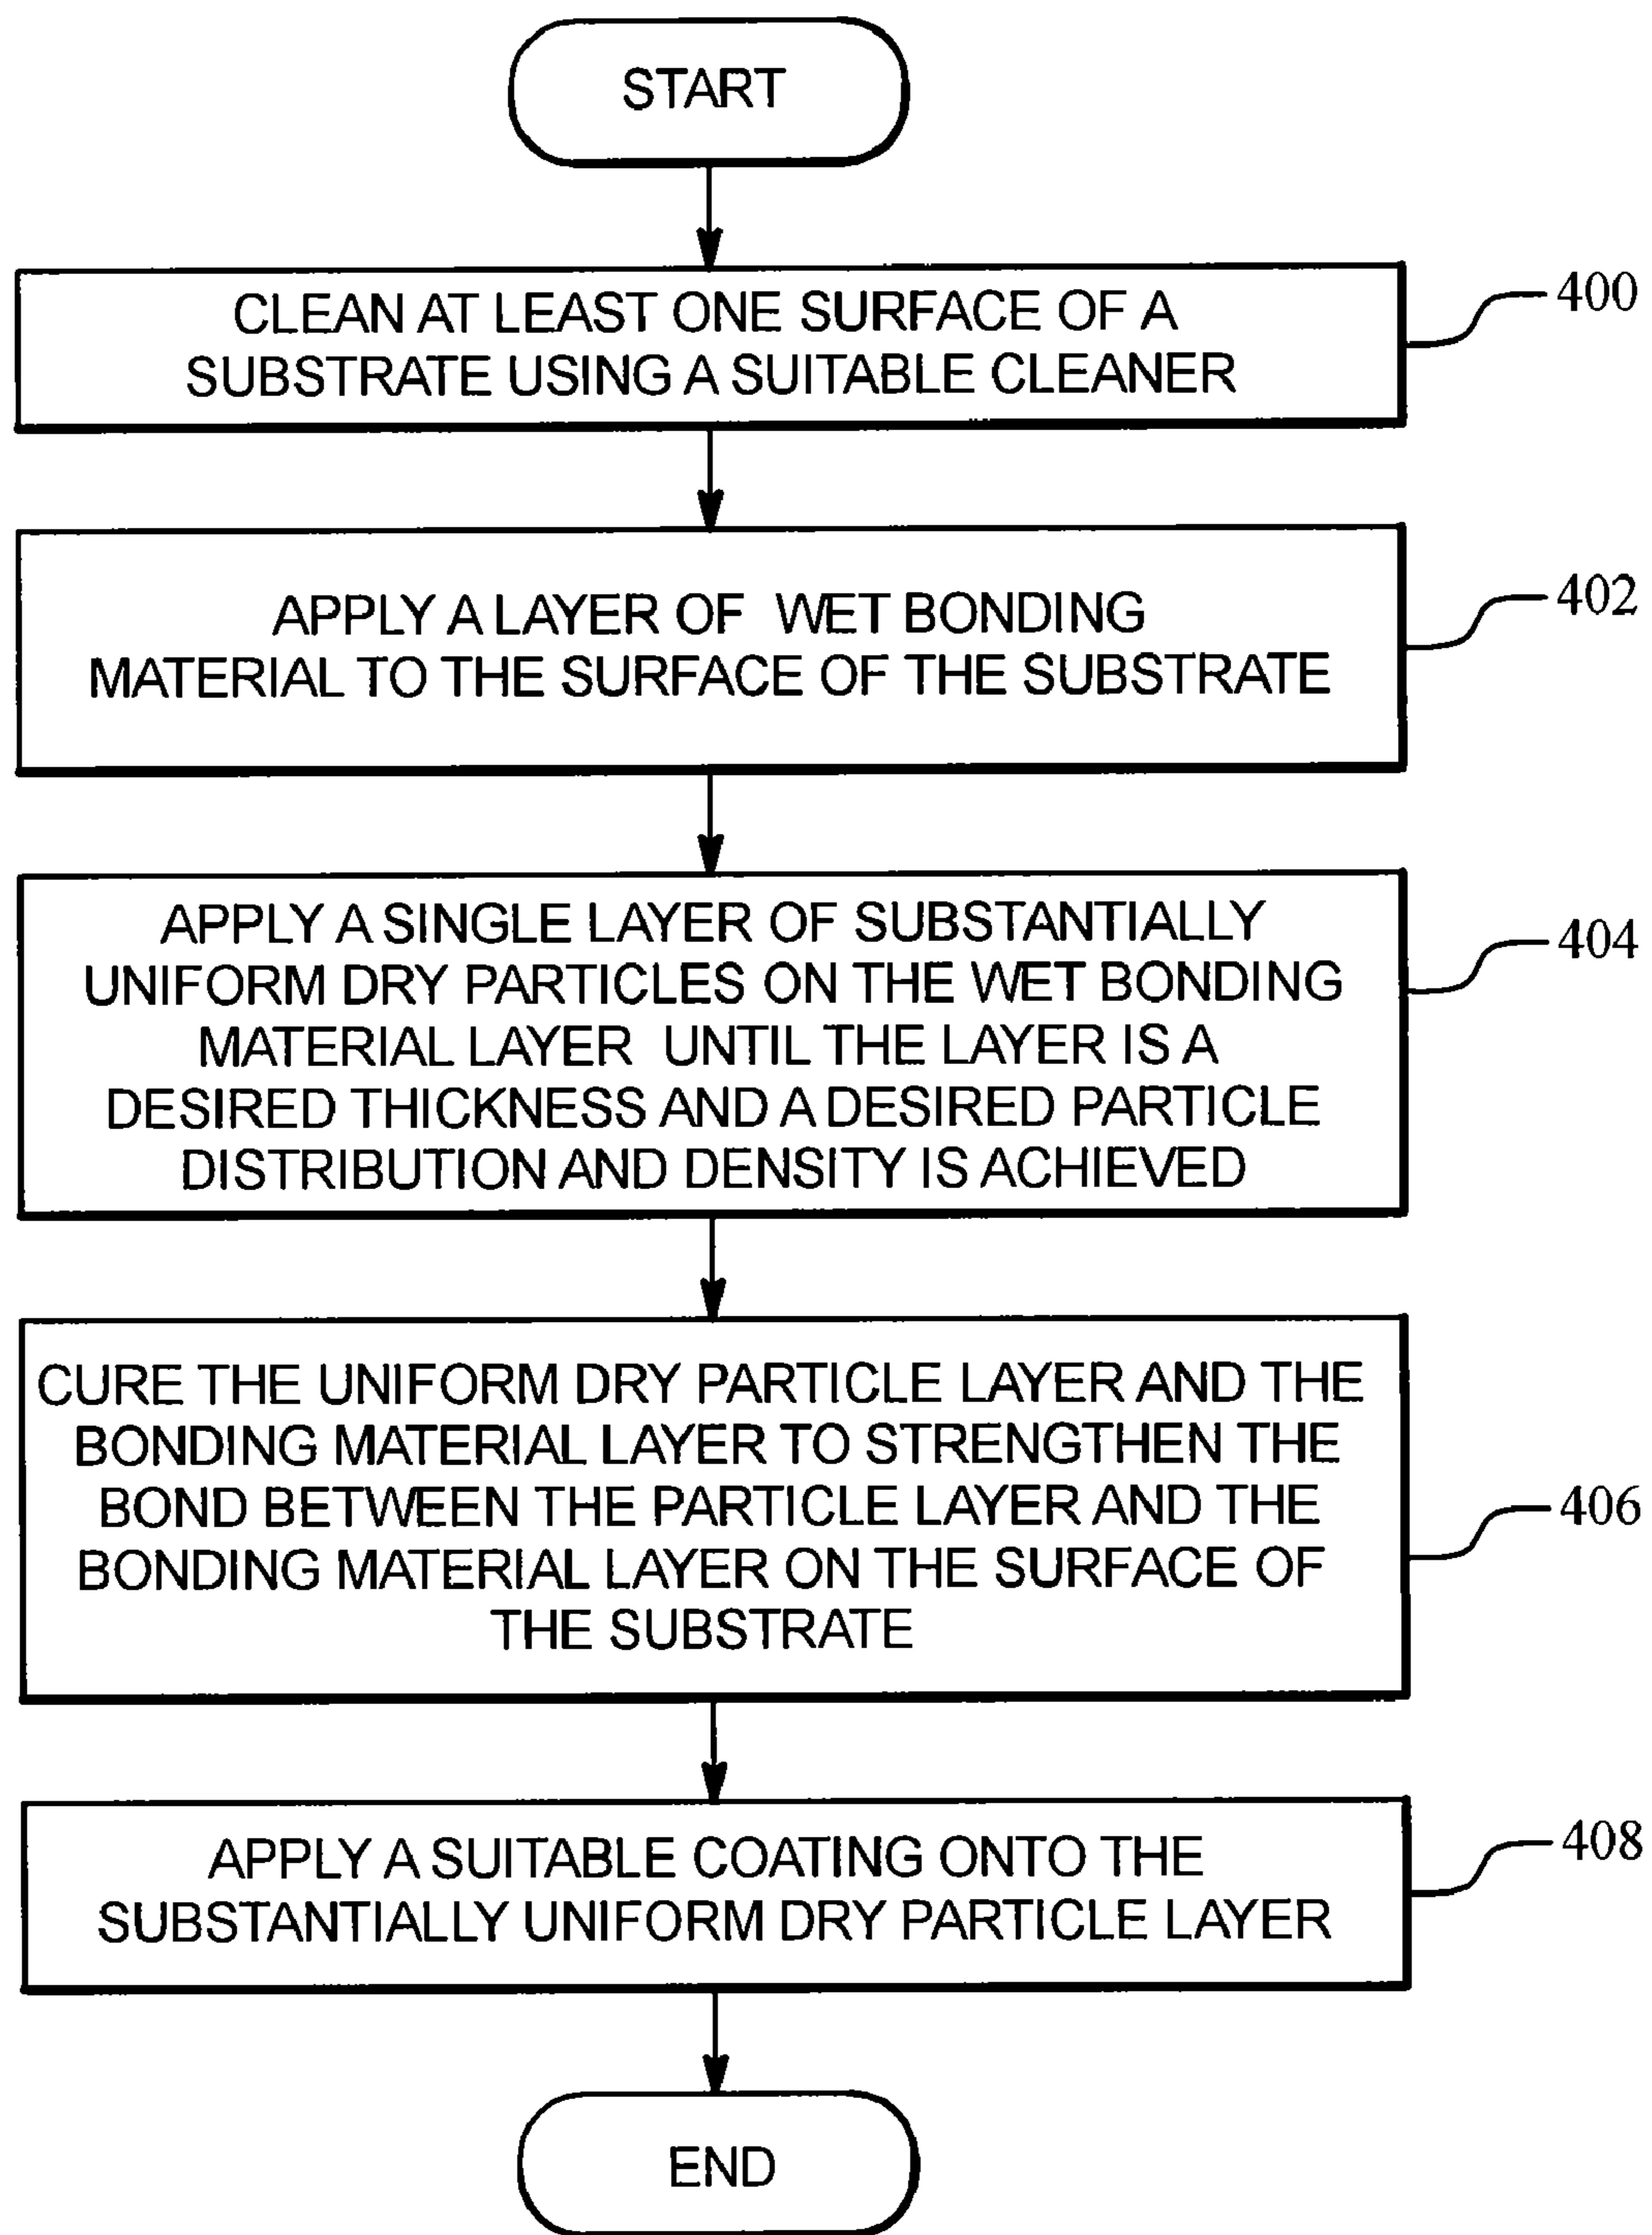 START
CLEAN AT LEAST ONE SURFACE OF A
SUBSTRATE USING A SUITABLE CLEANER
400
APPLY A LAYER OF WET BONDING
MATERIAL TO THE SURFACE OF THE SUBSTRATE
402
APPLY A SINGLE LAYER OF SUBSTANTIALLY
UNIFORM DRY PARTICLES ON THE WET BONDING
MATERIAL LAYER UNTIL THE LAYER IS A
DESIRED THICKNESS AND A DESIRED PARTICLE
DISTRIBUTION AND DENSITY IS ACHIEVED
404
CURE THE UNIFORM DRY PARTICLE LAYER AND THE
BONDING MATERIAL LAYER TO STRENGTHEN THE
BOND BETWEEN THE PARTICLE LAYER AND THE
BONDING MATERIAL LAYER ON THE SURFACE OF
THE SUBSTRATE
406
APPLY A SUITABLE COATING ONTO THE
SUBSTANTIALLY UNIFORM DRY PARTICLE LAYER
408
END